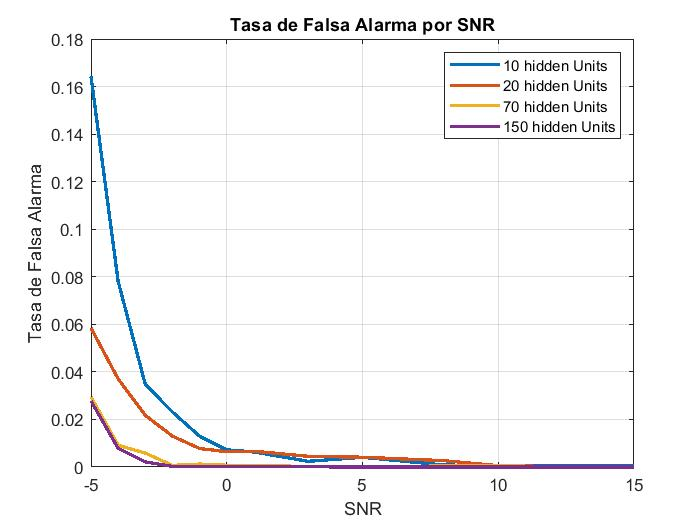 Tasa de Falsa Alarma por SNR
0.18
0.16
0.14
0.12
0.1
0.08
0.06
0.04
0.02
0
Tasa de Falsa Alarma
10 hidden Units
20 hidden Units
70 hidden Units
150 hidden Units
-5 0 5 10 15
SNR